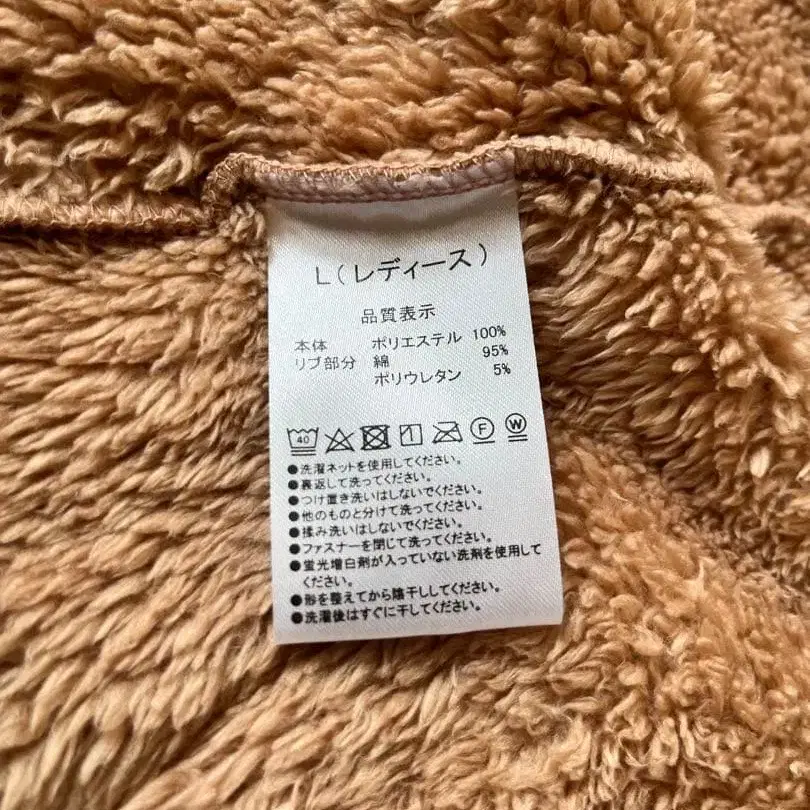 L(レディース)
品質表示
本体 ポリエステル 100%
リブ部分 綿 95%
ポリウレタン 5%
40 F W
●洗濯ネットを使用してください。
●裏返して洗ってください。
●つけ置き洗いはしないでください。
●他のものと分けて洗ってください。
●揉み洗いはしないでください。
●ファスナーを閉じて洗ってください。
●蛍光増白剤が入っていない洗剤を使用して
ください。
●形を整えてから陰干ししてください。
●洗濯後はすぐに干してください。